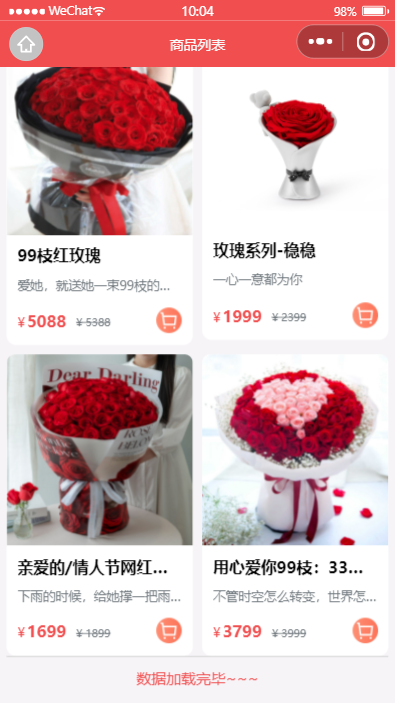 WeChat 10:04 98%
商品列表
99枝红玫瑰
爱她，就送她一束99枝的...
¥5088 ¥5388
玫瑰系列-稳稳
一心一意都为你
¥1999 ¥2399
Dear Darling
ROSE
亲爱的/情人节网红...
下雨的时候，给她撑一把雨...
¥1699 ¥1899
用心爱你99枝：33...
不管时空怎么转变，世界怎...
¥3799 ¥3999
数据加载完毕~~~